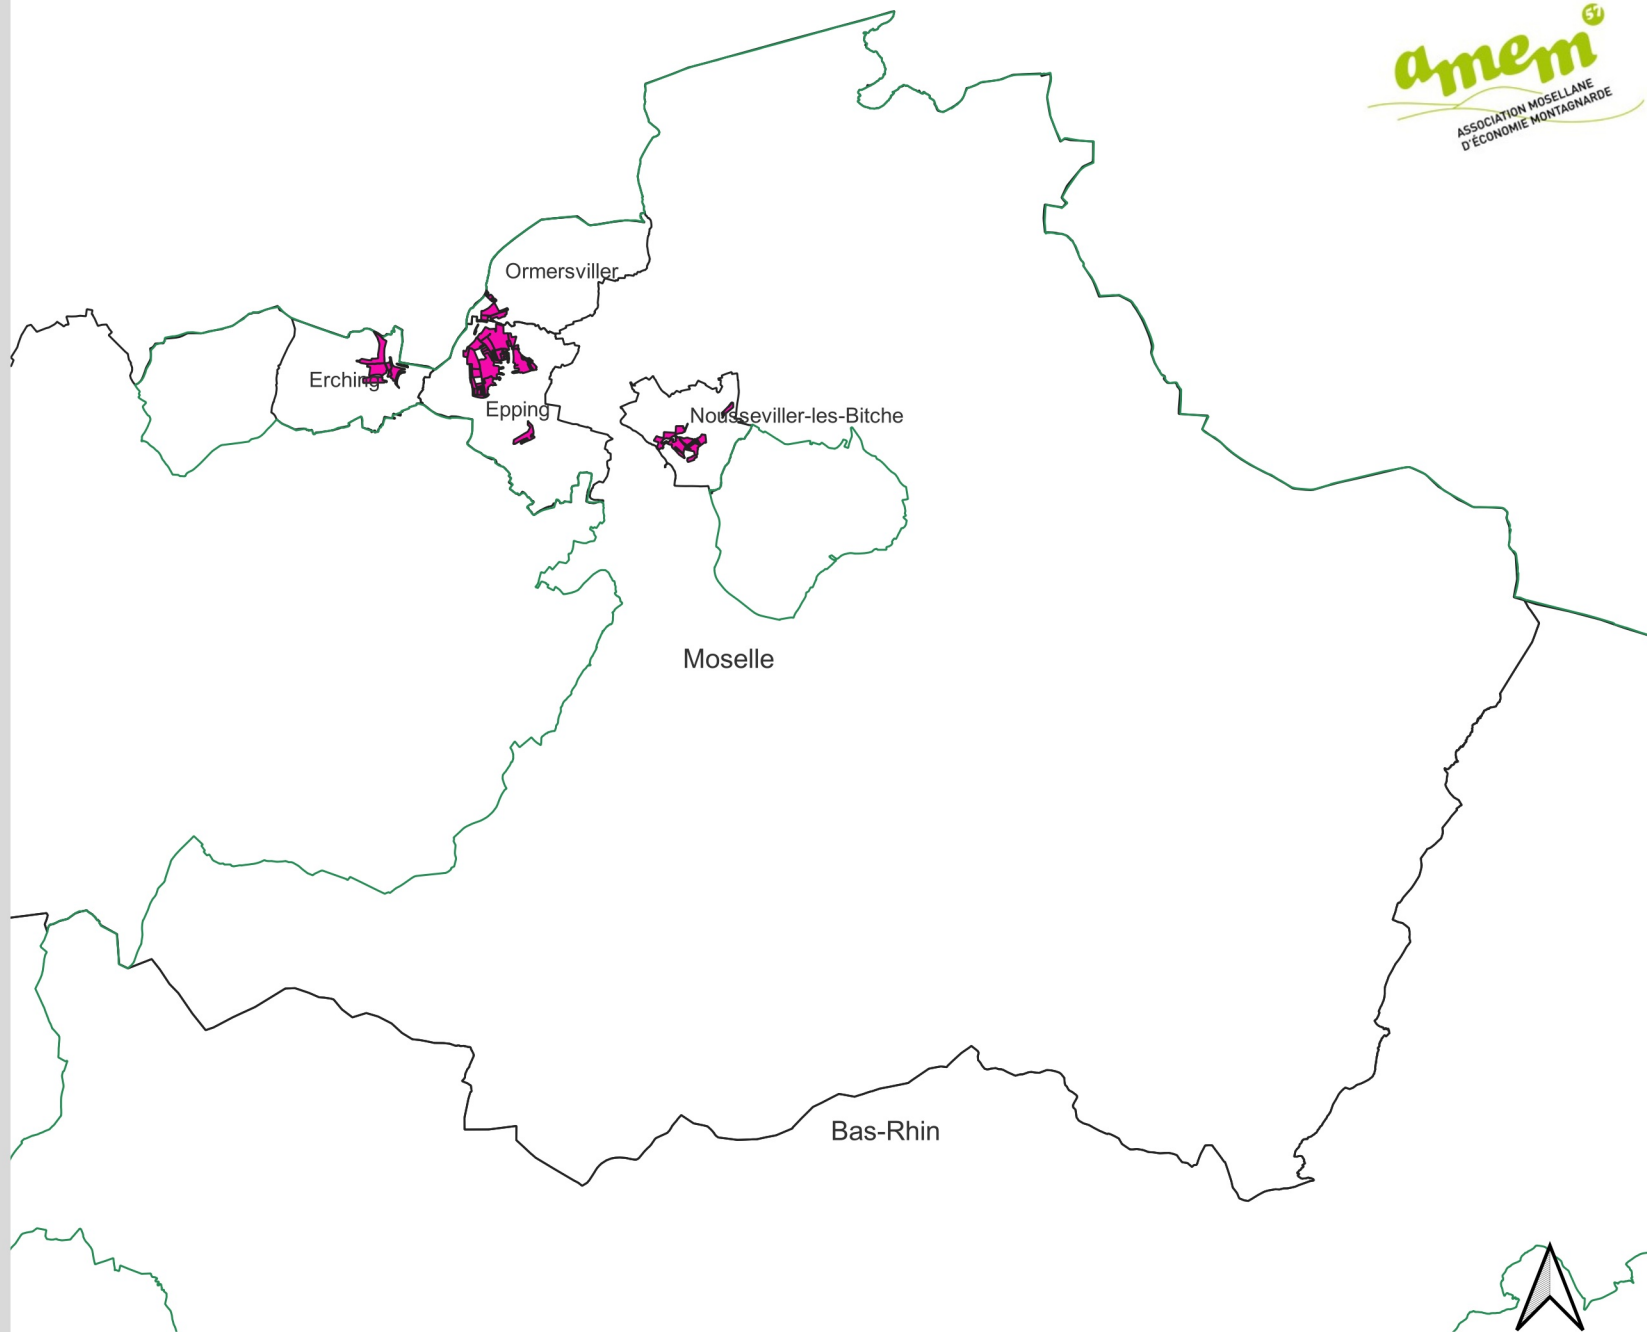 57
amem
ASSOCIATION MOSELLANE
D'ÉCONOMIE MONTAGNARDE
Ormersviller
Erching
Epping
Nousseviller-les-Bitche
Moselle
Bas-Rhin